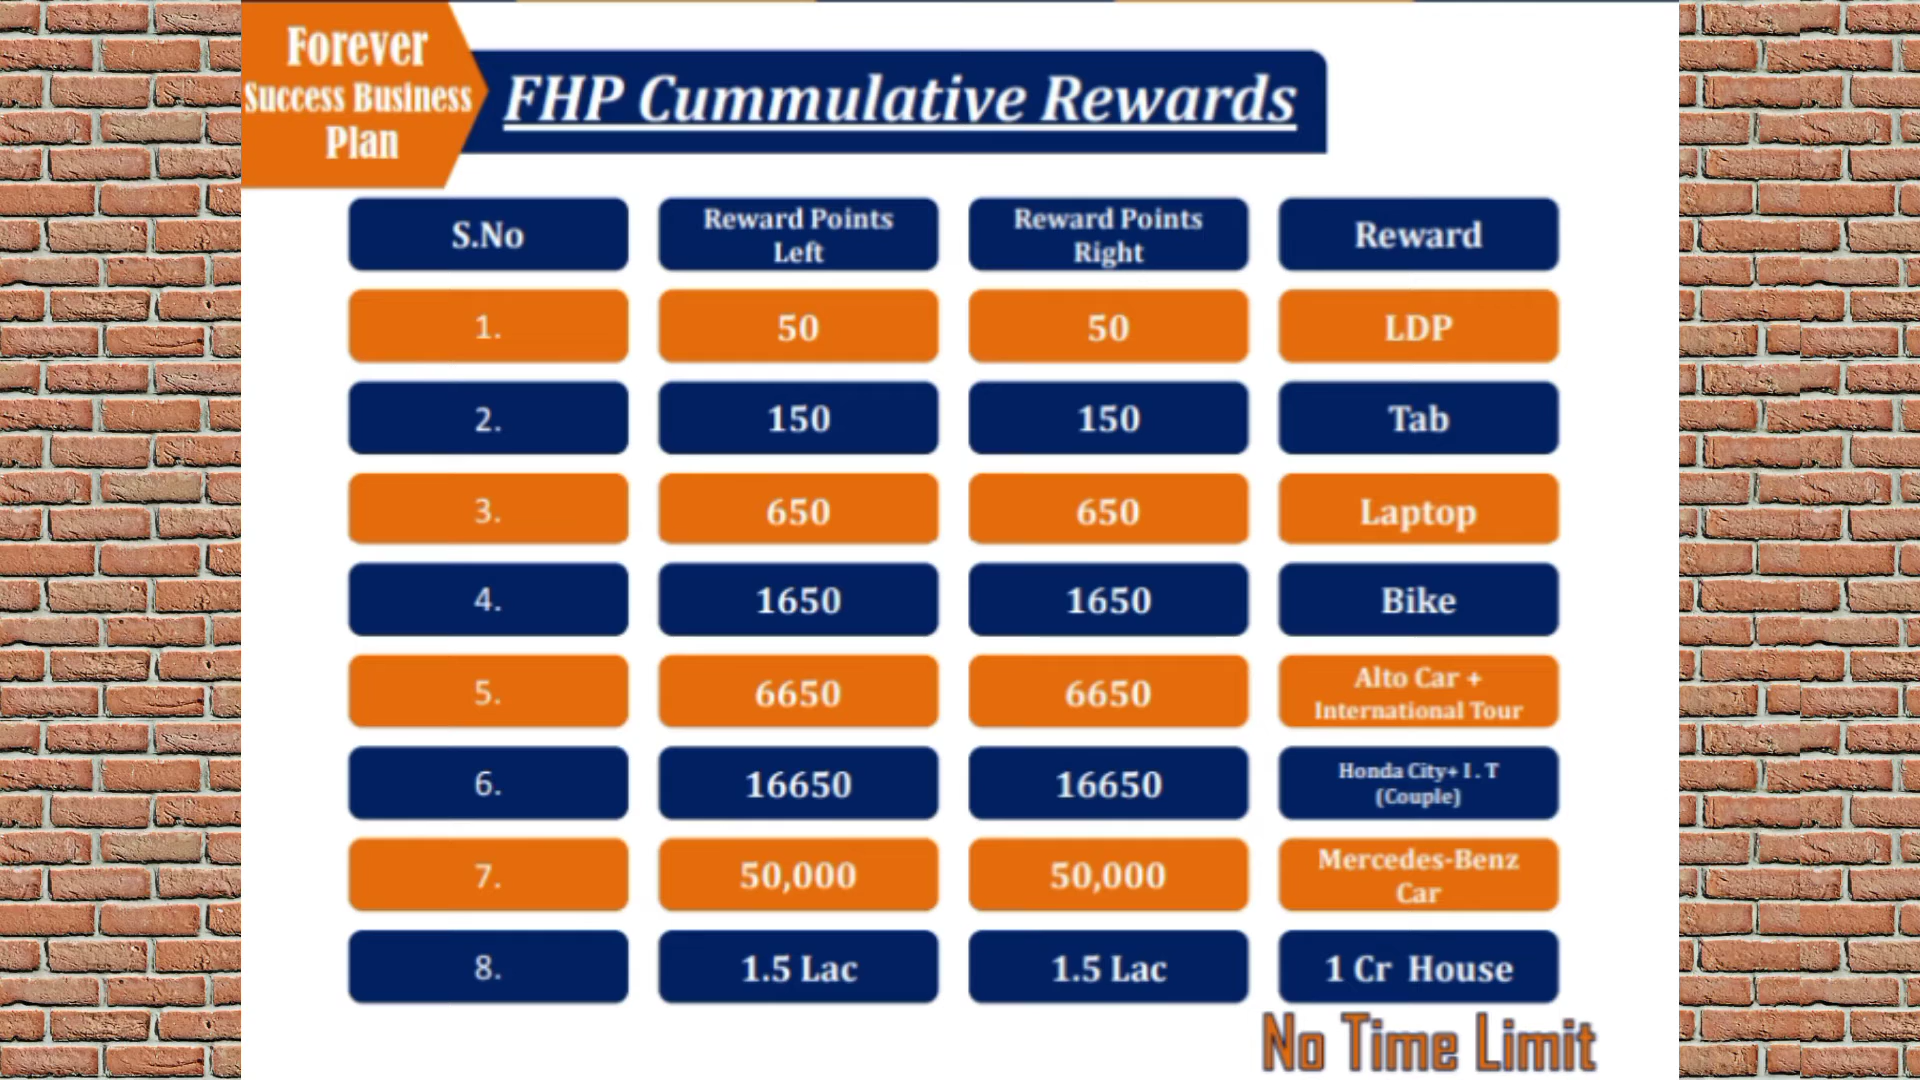 Forever
Success Business
Plan
FHP Cummulative Rewards
S.No
Reward Points
Left
Reward Points
Right
Reward
1.
50
50
LDP
2.
150
150
Tab
3.
650
650
Laptop
4.
1650
1650
Bike
5.
6650
6650
Alto Car +
International Tour
6.
16650
16650
Honda City+ I . T
(Couple)
7.
50,000
50,000
Mercedes-Benz
Car
8.
1.5 Lac
1.5 Lac
1 Cr House
No Time Limit